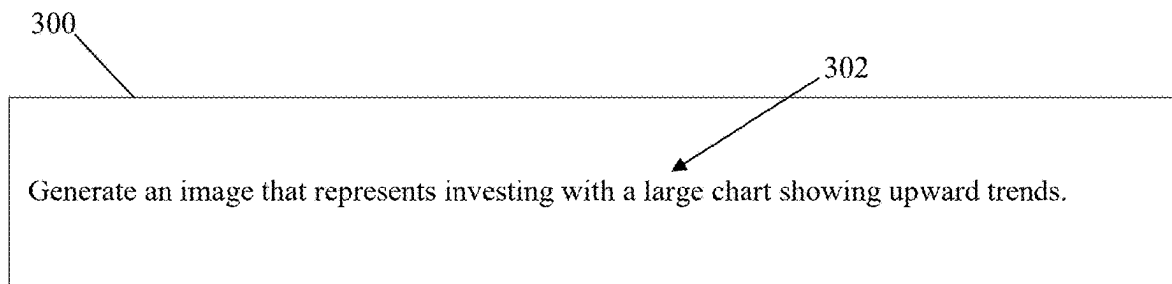 300
302
Generate an image that represents investing with a large chart showing upward trends.